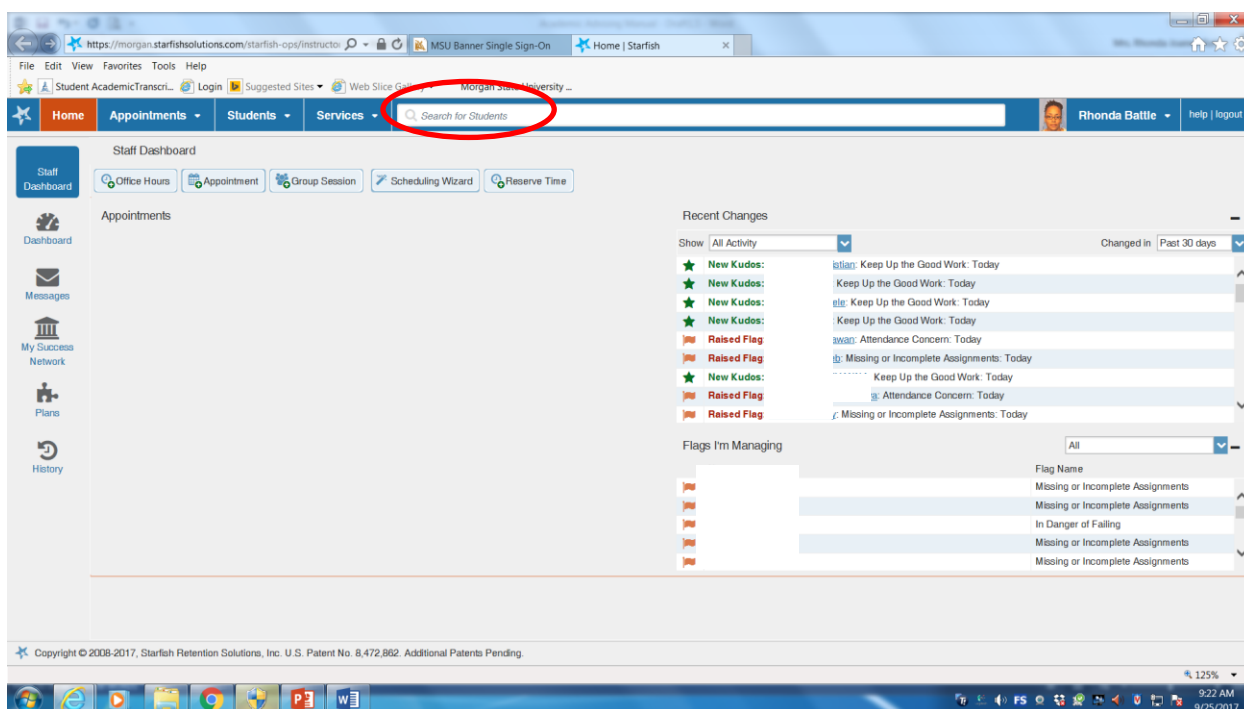 https://morgan.starfishsolutions.com/starfish-ops/instructo
MSU Banner Single Sign-On
Home | Starfish
File Edit View Favorites Tools Help
Student AcademicTranscri... Login Suggested Sites Web Slice Morgan State University ...
Home Appointments Students Services Search for Students Rhonda Battle help | logout
Staff Dashboard
Staff Dashboard
Office Hours Appointment Group Session Scheduling Wizard Reserve Time
Dashboard
Messages
My Success Network
Plans
History
Appointments
Recent Changes
Show All Activity Changed in Past 30 days
New Kudos: istian: Keep Up the Good Work: Today
New Kudos: Keep Up the Good Work: Today
New Kudos: ele: Keep Up the Good Work: Today
New Kudos: : Keep Up the Good Work: Today
Raised Flag: awan: Attendance Concern: Today
Raised Flag: eb: Missing or Incomplete Assignments: Today
New Kudos: Keep Up the Good Work: Today
Raised Flag : Attendance Concern: Today
Raised Flag y: Missing or Incomplete Assignments: Today
Flags I'm Managing All
Flag Name
Missing or Incomplete Assignments
Missing or Incomplete Assignments
In Danger of Failing
Missing or Incomplete Assignments
Missing or Incomplete Assignments
Copyright © 2008-2017, Starfish Retention Solutions, Inc. U.S. Patent No. 8,472,862. Additional Patents Pending.
125%
FS
9:22 AM
9/25/2017